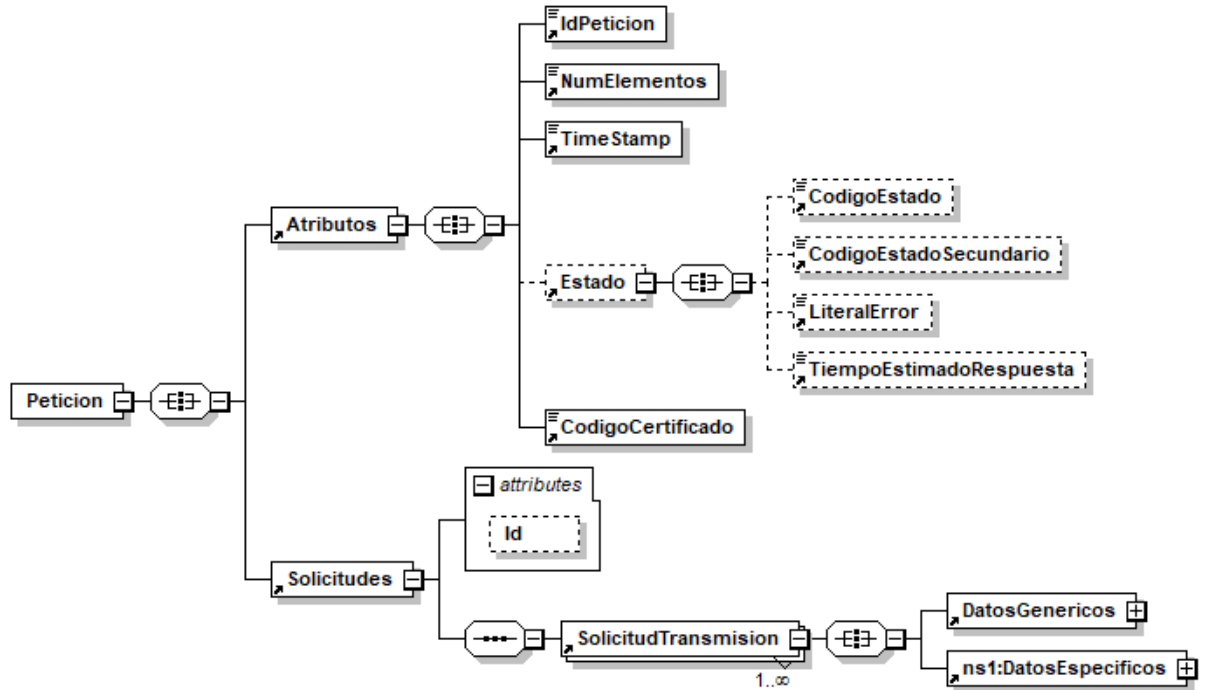 IdPeticion
NumElementos
TimeStamp
CodigoEstado
Atributos
CodigoEstadoSecundario
Estado
LiteralError
TiempoEstimadoRespuesta
Peticion
CodigoCertificado
attributes
Id
Solicitudes
DatosGenericos
SolicitudTransmision
ns1:DatosEspecificos
1..∞